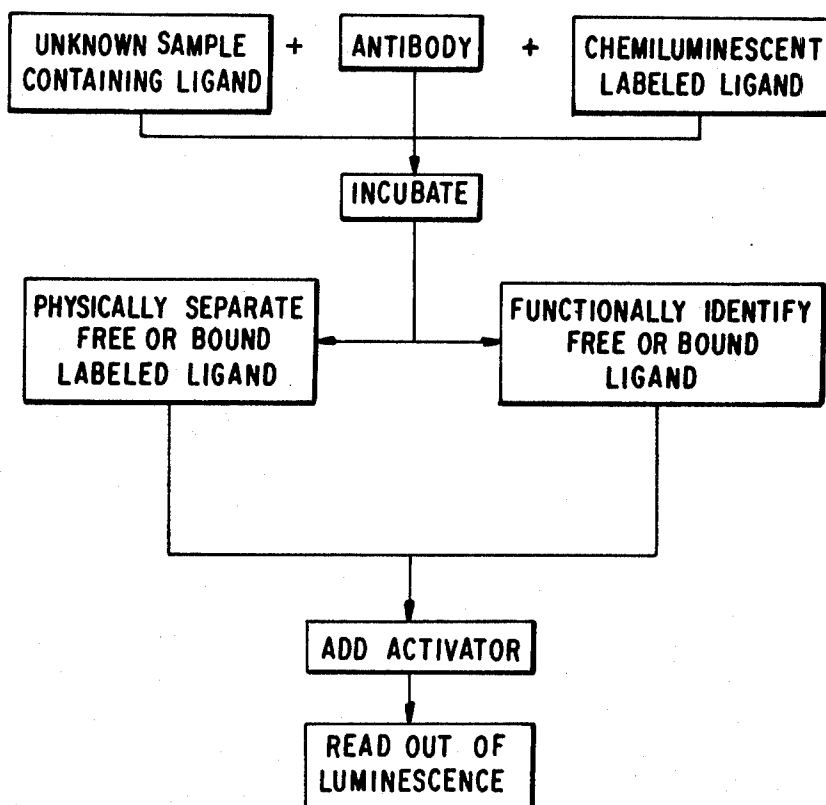 UNKNOWN SAMPLE
CONTAINING LIGAND
+
ANTIBODY
+
CHEMILUMINESCENT
LABELED LIGAND
INCUBATE
PHYSICALLY SEPARATE
FREE OR BOUND
LABELED LIGAND
FUNCTIONALLY IDENTIFY
FREE OR BOUND
LIGAND
ADD ACTIVATOR
READ OUT OF
LUMINESCENCE